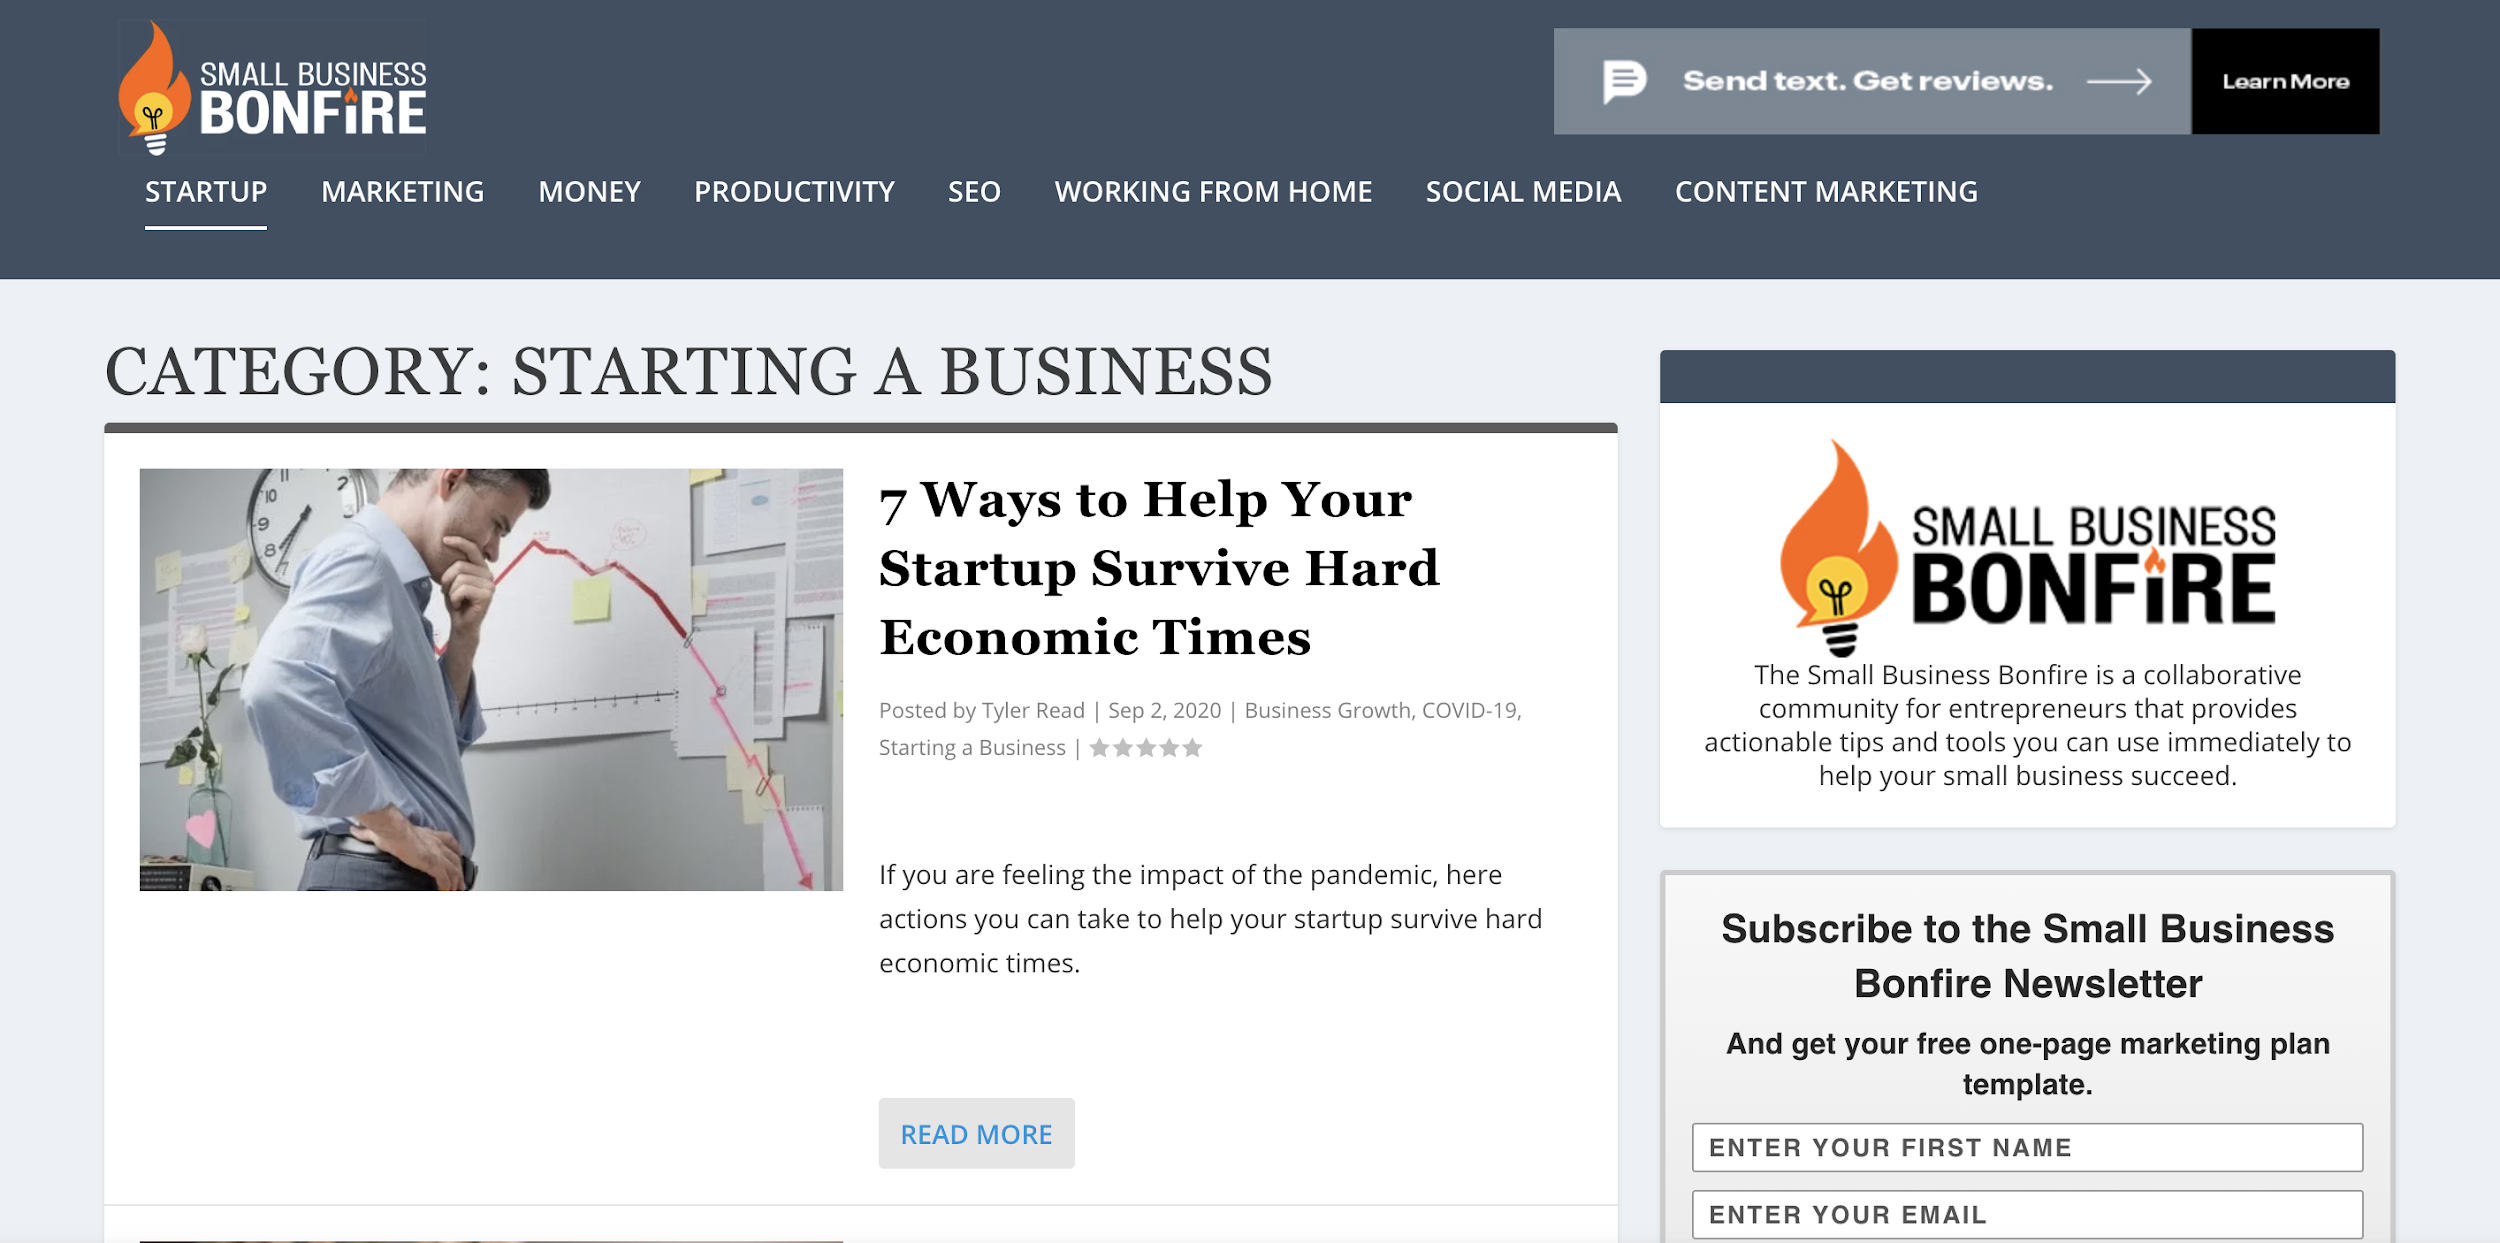 SMALL BUSINESS
BONFIRE
Send text. Get reviews.
Learn More
STARTUP MARKETING MONEY PRODUCTIVITY SEO WORKING FROM HOME SOCIAL MEDIA CONTENT MARKETING
CATEGORY: STARTING A BUSINESS
11
10
2
9
8
7 Ways to Help Your
Startup Survive Hard
Economic Times
Posted by Tyler Read | Sep 2, 2020 | Business Growth, COVID-19,
Starting a Business |
If you are feeling the impact of the pandemic, here
actions you can take to help your startup survive hard
economic times.
READ MORE
SMALL BUSINESS
BONFIRE
The Small Business Bonfire is a collaborative
community for entrepreneurs that provides
actionable tips and tools you can use immediately to
help your small business succeed.
Subscribe to the Small Business
Bonfire Newsletter
And get your free one-page marketing plan
template.
ENTER YOUR FIRST NAME
ENTER YOUR EMAIL